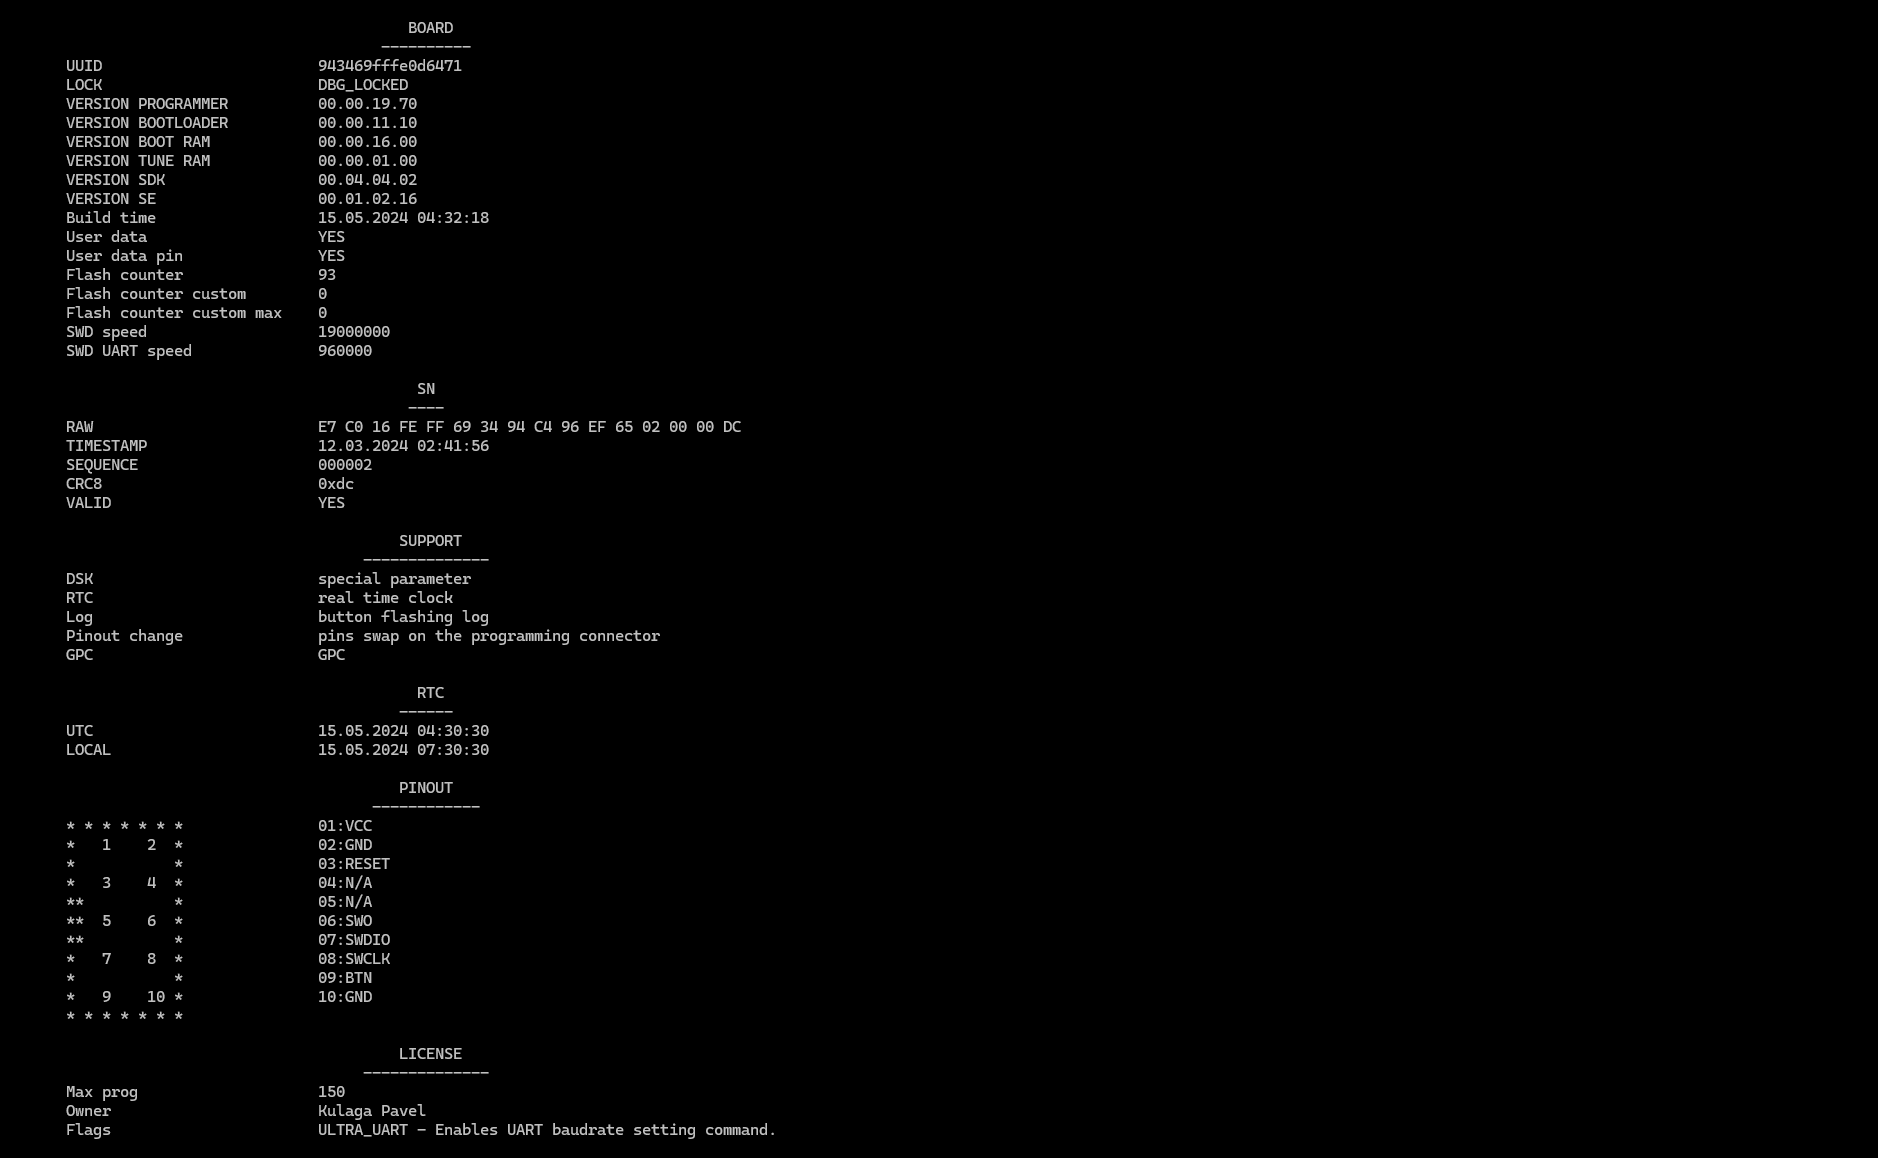 BOARD
----------
UUID 943469fffe0d6471
LOCK DBG_LOCKED
VERSION PROGRAMMER 00.00.19.70
VERSION BOOTLOADER 00.00.11.10
VERSION BOOT RAM 00.00.16.00
VERSION TUNE RAM 00.00.01.00
VERSION SDK 00.04.04.02
VERSION SE 00.01.02.16
Build time 15.05.2024 04:32:18
User data YES
User data pin YES
Flash counter 93
Flash counter custom 0
Flash counter custom max 0
SWD speed 19000000
SWD UART speed 960000
SN
----
RAW E7 C0 16 FE FF 69 34 94 C4 96 EF 65 02 00 00 DC
TIMESTAMP 12.03.2024 02:41:56
SEQUENCE 000002
CRC8 0xdc
VALID YES
SUPPORT
--------------
DSK special parameter
RTC real time clock
Log button flashing log
Pinout change pins swap on the programming connector
GPC GPC
RTC
------
UTC 15.05.2024 04:30:30
LOCAL 15.05.2024 07:30:30
PINOUT
------------
* * * * * * * 01:VCC
* 1 2 * 02:GND
* * 03:RESET
* 3 4 * 04:N/A
** * 05:N/A
** 5 6 * 06:SWO
** * 07:SWDIO
* 7 8 * 08:SWCLK
* * 09:BTN
* 9 10 * 10:GND
* * * * * * *
LICENSE
--------------
Max prog 150
Owner Kulaga Pavel
Flags ULTRA_UART - Enables UART baudrate setting command.